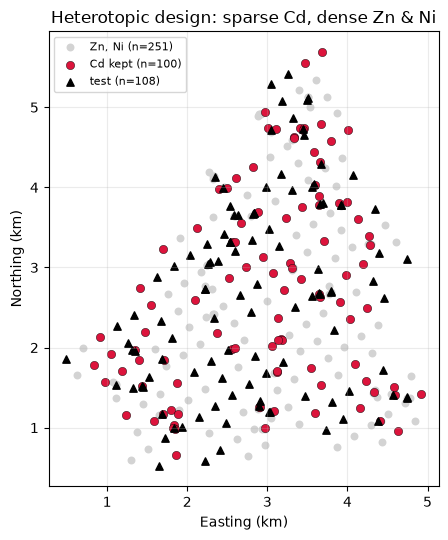 Heterotopic design: sparse Cd, dense Zn & Ni
Zn, Ni (n=251)
Cd kept (n=100)
test (n=108)
Northing (km)
5
4
3
2
1
1 2 3 4 5
Easting (km)